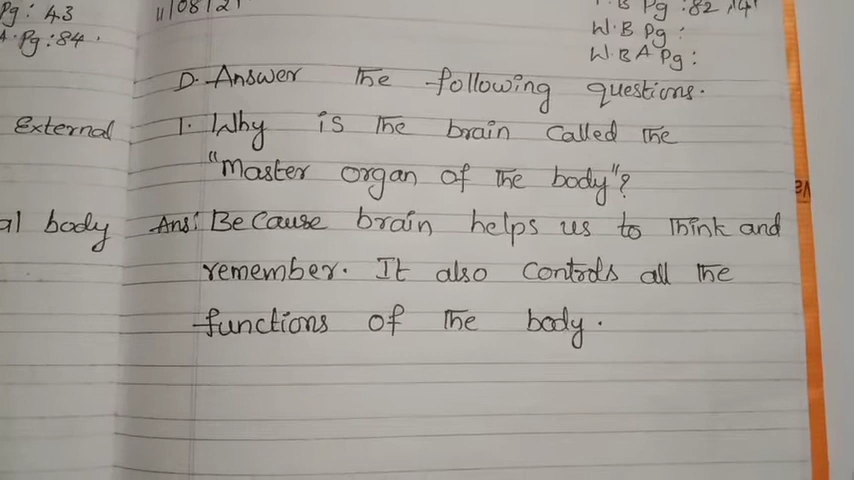 Pg: 43
A.Pg:84.
11/08/21
T.B Pg:82,141
W.B Pg:
W.B.A Pg:
External
al body
D. Answer the following questions.
1. Why is the brain called the
"Master organ of the body"?
Ans: Because brain helps us to think and
remember. It also controls all the
functions of the body.